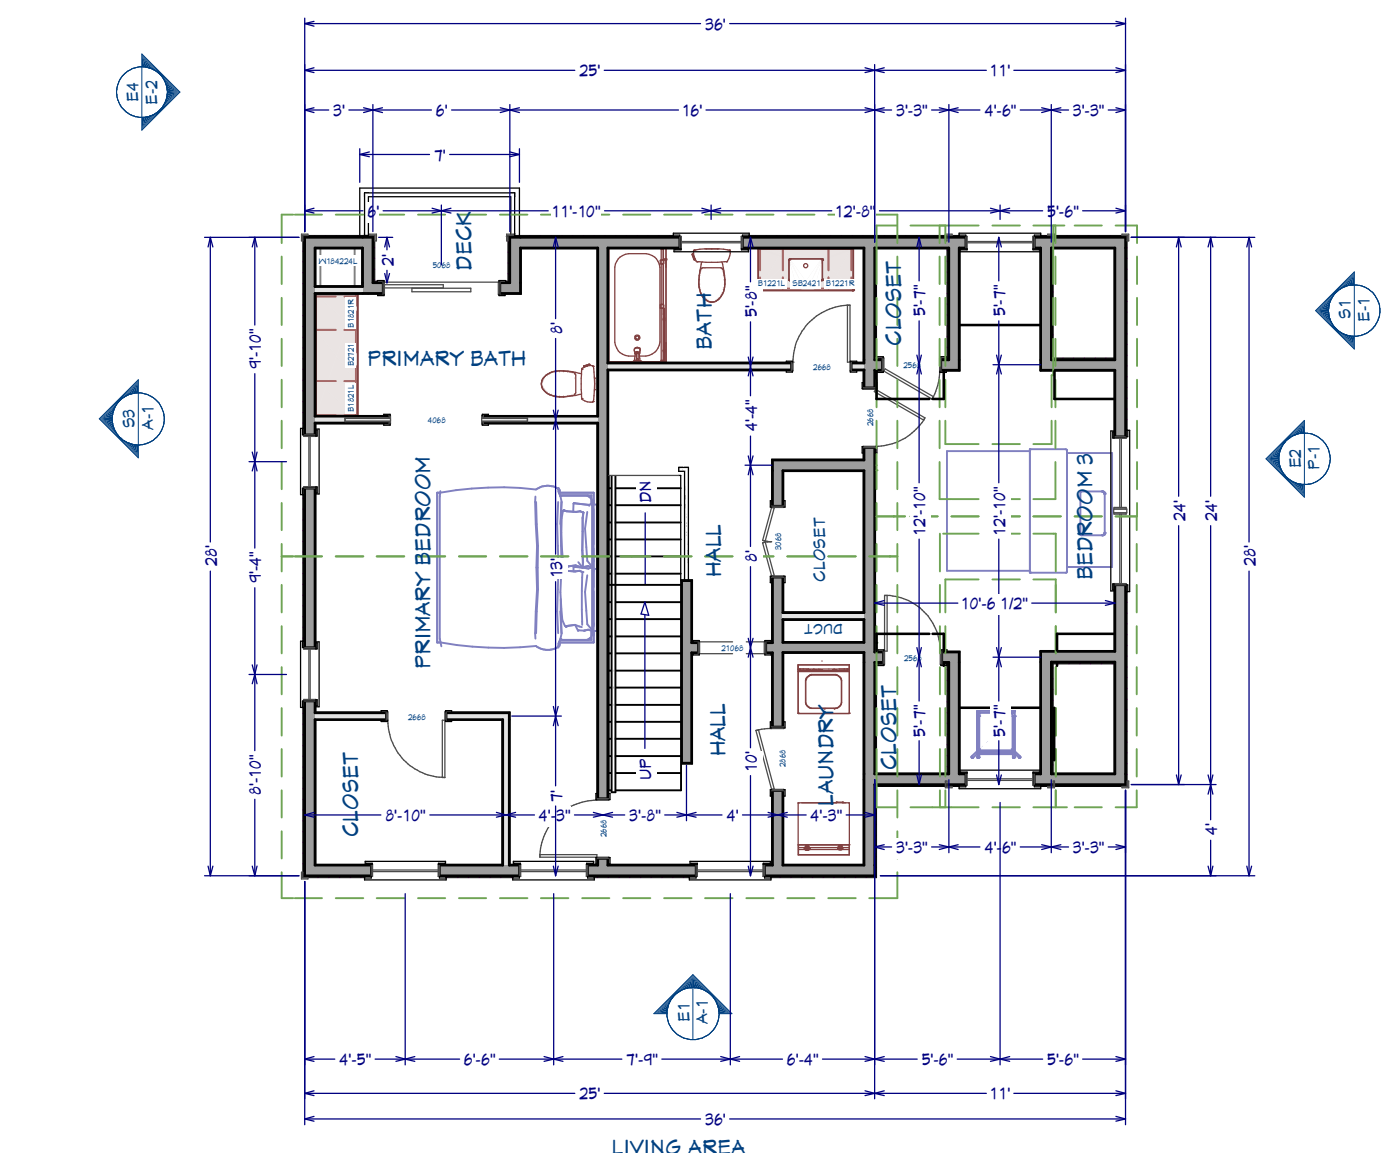 36'
25'
11'
3'
6'
16'
3'-3"
4'-6"
3'-3"
7'
6'
11'-10"
12'-8"
5'-6"
E4
E-2
S1
E-1
S3
A-1
E2
P-1
E1
A-1
DECK
2'
5068
W184224L
B1821R
B2721
B1821L
PRIMARY BATH
8'
BATH
5'-8"
B1221L
SB2421
B1221R
CLOSET
5'-7"
5'-7"
2668
4068
2668
4'-4"
9'-10"
9'-4"
8'-10"
28'
PRIMARY BEDROOM
13'
DN
UP
HALL
8'
3068
CLOSET
12'-10"
12'-10"
BEDROOM 3
10'-6 1/2"
24'
24'
28'
4'
DUCT
21068
HALL
10'
2668
CLOSET
8'-10"
7'
4'-3"
2668
3'-8"
4'
4'-3"
LAUNDRY
CLOSET
5'-7"
5'-7"
3'-3"
4'-6"
3'-3"
4'-5"
6'-6"
7'-9"
6'-4"
5'-6"
5'-6"
25'
11'
36'
LIVING AREA